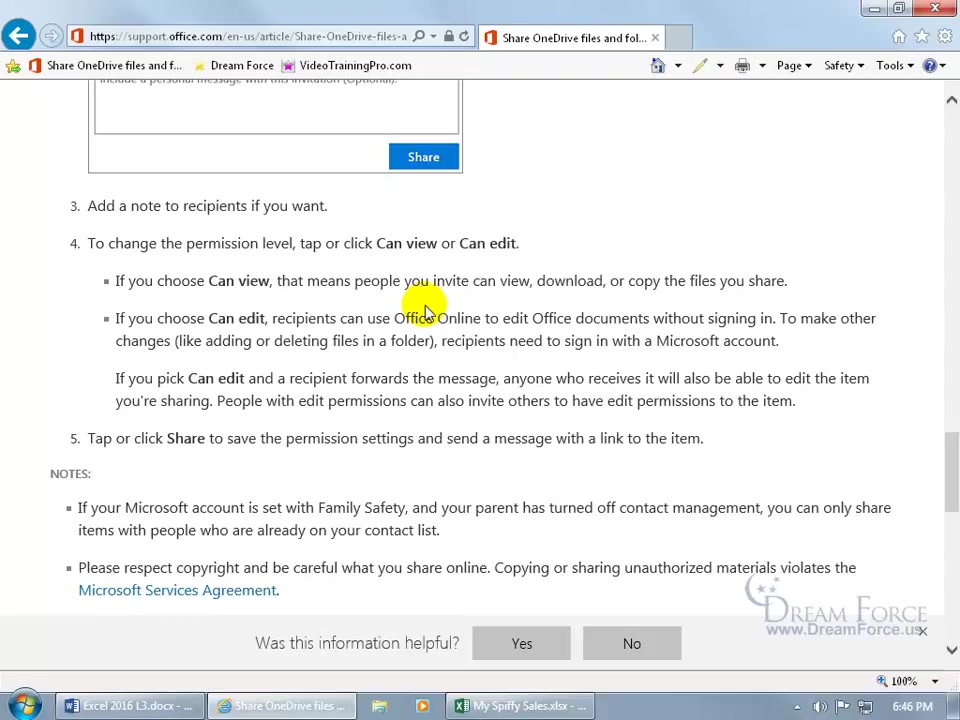 https://support.office.com/en-us/article/Share-OneDrive-files-a
Share OneDrive files and fol...
Share OneDrive files and f...
Dream Force
VideoTrainingPro.com
Page
Safety
Tools
include a personal message with this invitation (Optional).
Share
3. Add a note to recipients if you want.
4. To change the permission level, tap or click Can view or Can edit.
If you choose Can view, that means people you invite can view, download, or copy the files you share.
If you choose Can edit, recipients can use Office Online to edit Office documents without signing in. To make other
changes (like adding or deleting files in a folder), recipients need to sign in with a Microsoft account.
If you pick Can edit and a recipient forwards the message, anyone who receives it will also be able to edit the item
you're sharing. People with edit permissions can also invite others to have edit permissions to the item.
5. Tap or click Share to save the permission settings and send a message with a link to the item.
NOTES:
If your Microsoft account is set with Family Safety, and your parent has turned off contact management, you can only share
items with people who are already on your contact list.
Please respect copyright and be careful what you share online. Copying or sharing unauthorized materials violates the
Microsoft Services Agreement.
DREAM FORCE
www.DreamForce.us
Was this information helpful?
Yes
No
100%
Excel 2016 L3.docx - ...
Share OneDrive files ...
My Spiffy Sales.xlsx - ...
6:46 PM